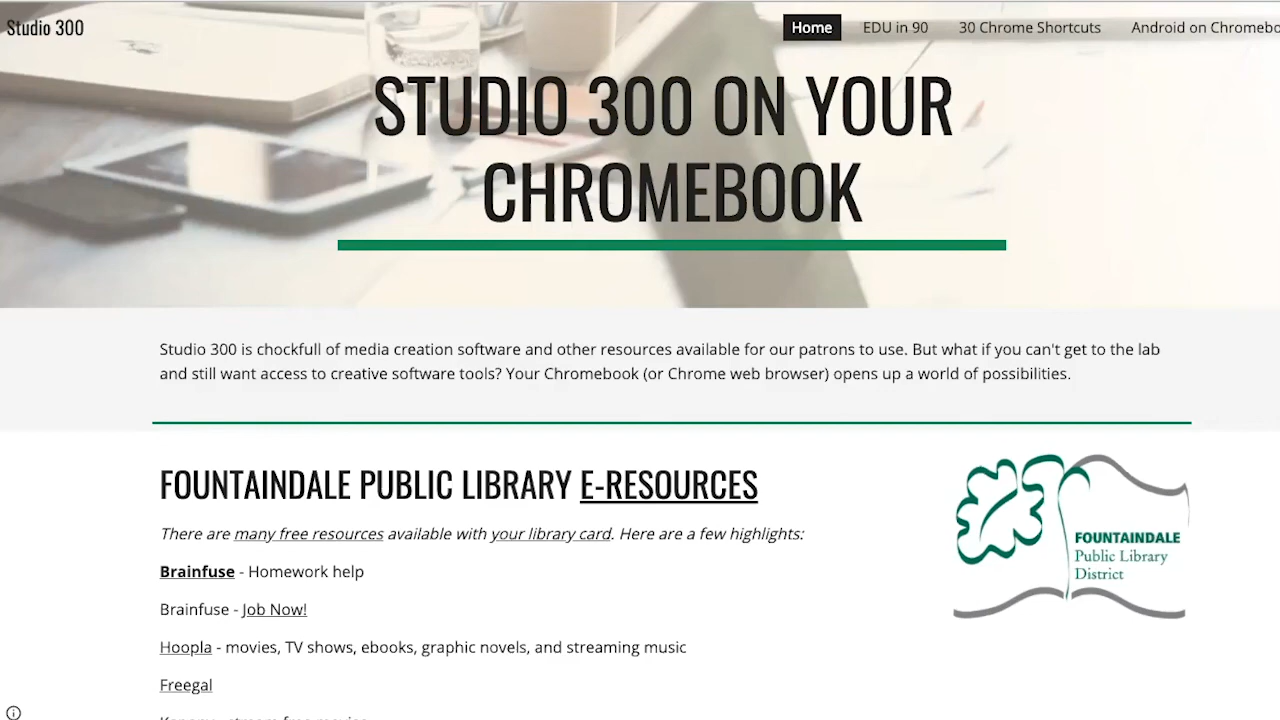 Studio 300
Home
EDU in 90
30 Chrome Shortcuts
Android on Chromebo
STUDIO 300 ON YOUR
CHROMEBOOK
Studio 300 is chockfull of media creation software and other resources available for our patrons to use. But what if you can't get to the lab
and still want access to creative software tools? Your Chromebook (or Chrome web browser) opens up a world of possibilities.
FOUNTAINDALE PUBLIC LIBRARY E-RESOURCES
There are many free resources available with your library card. Here are a few highlights:
FOUNTAINDALE
Public Library
District
Brainfuse - Homework help
Brainfuse - Job Now!
Hoopla - movies, TV shows, ebooks, graphic novels, and streaming music
Freegal